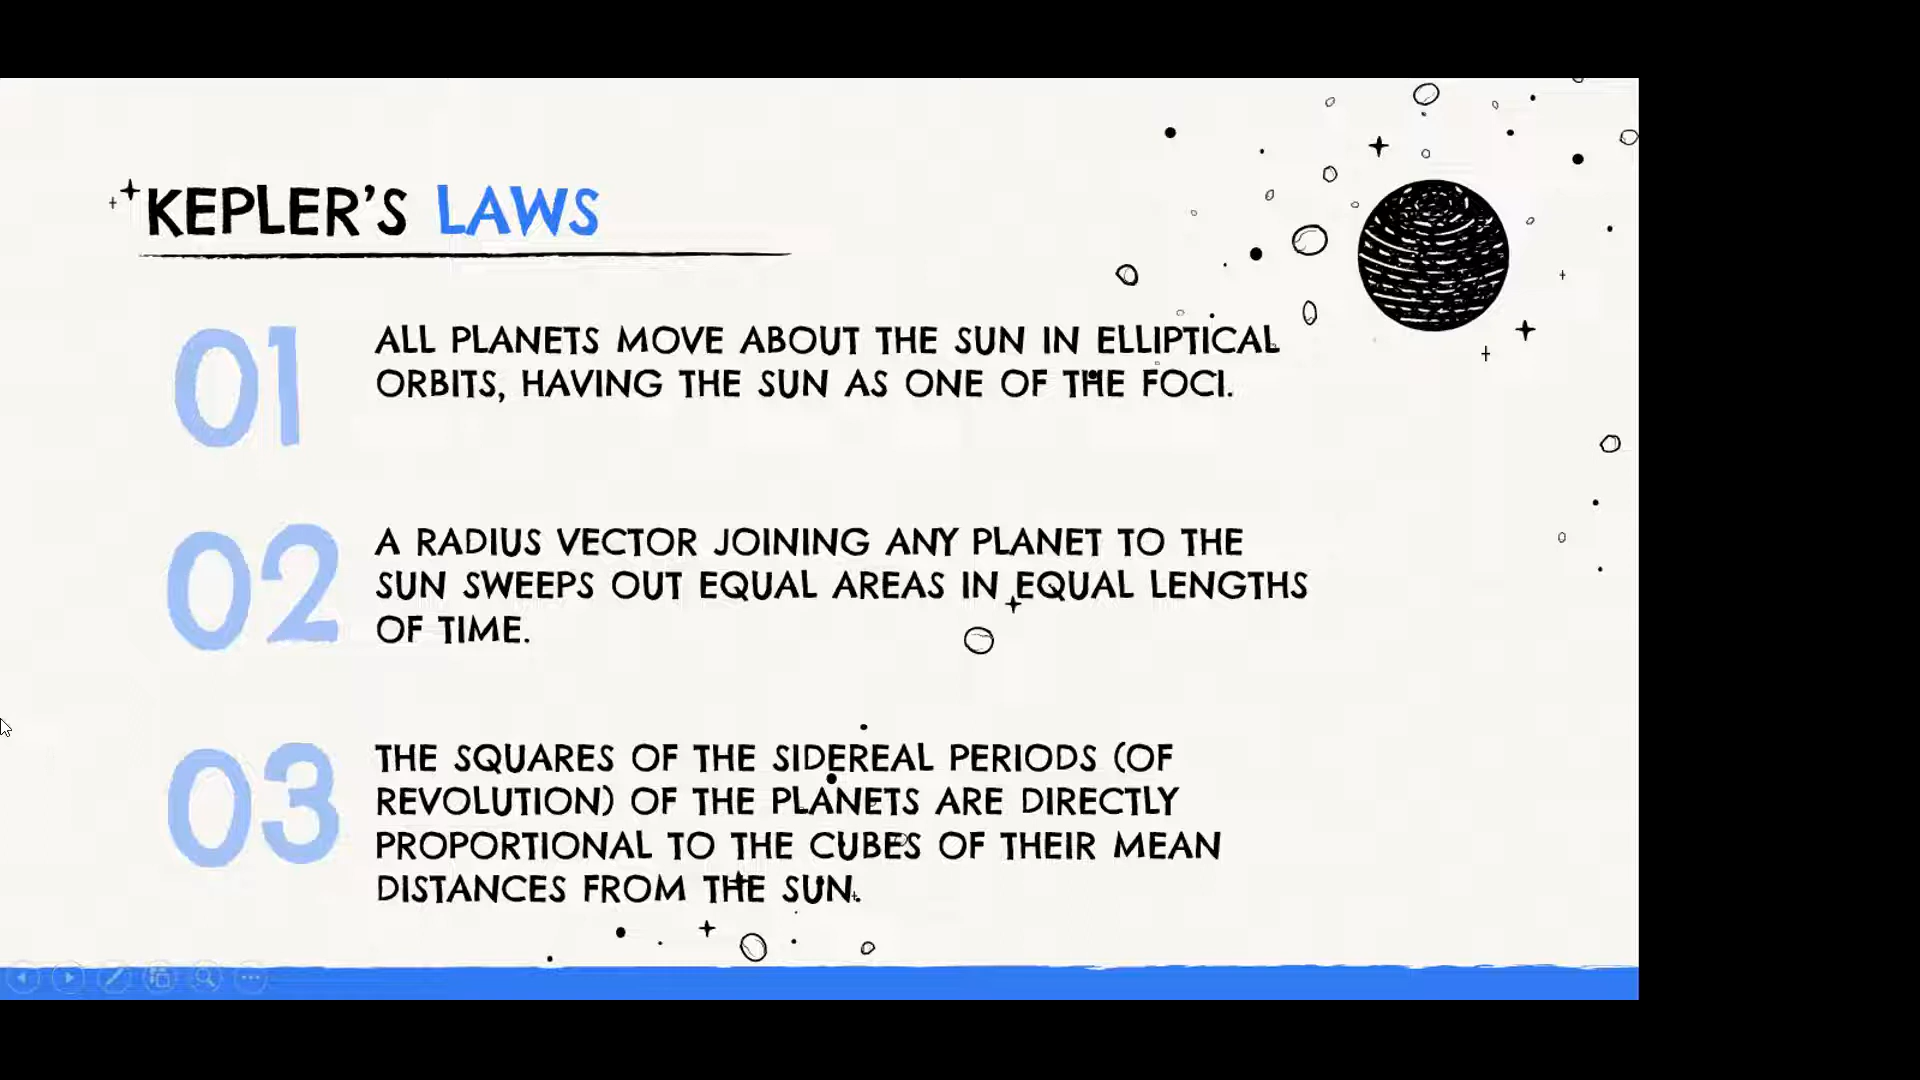 KEPLER'S LAWS
01
ALL PLANETS MOVE ABOUT THE SUN IN ELLIPTICAL
ORBITS, HAVING THE SUN AS ONE OF THE FOCI.
02
A RADIUS VECTOR JOINING ANY PLANET TO THE
SUN SWEEPS OUT EQUAL AREAS IN EQUAL LENGTHS
OF TIME.
03
THE SQUARES OF THE SIDEREAL PERIODS (OF
REVOLUTION) OF THE PLANETS ARE DIRECTLY
PROPORTIONAL TO THE CUBES OF THEIR MEAN
DISTANCES FROM THE SUN.